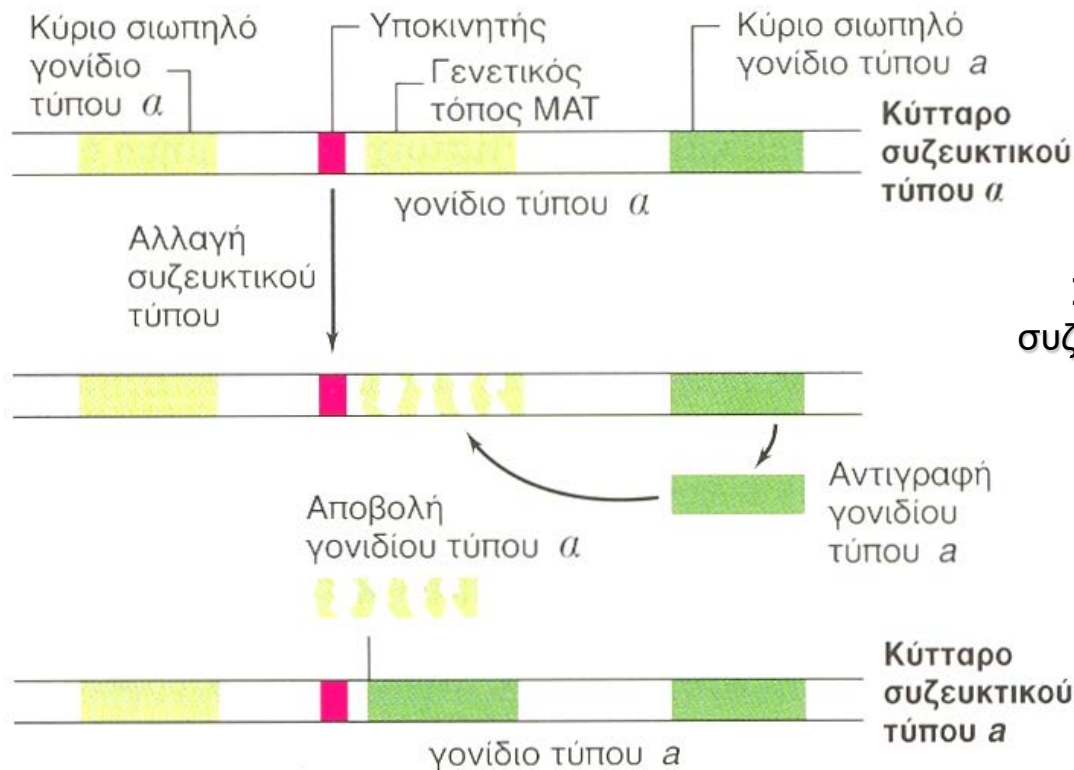 Κύριο σιωπηλό
γονίδιο
τύπου α
Υποκινητής
Γενετικός
τόπος ΜΑΤ
Κύριο σιωπηλό
γονίδιο τύπου a
Κύτταρο
συζευκτικού
τύπου α
γονίδιο τύπου α
Αλλαγή
συζευκτικού
τύπου
Αντιγραφή
γονιδίου
τύπου a
Αποβολή
γονιδίου τύπου α
Κύτταρο
συζευκτικού
τύπου a
γονίδιο τύπου a